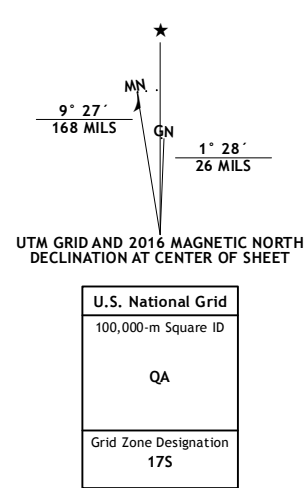 ★
MN
9° 27´
168 MILS
GN
1° 28´
26 MILS
UTM GRID AND 2016 MAGNETIC NORTH
DECLINATION AT CENTER OF SHEET
U.S. National Grid
100,000-m Square ID
QA
Grid Zone Designation
17S